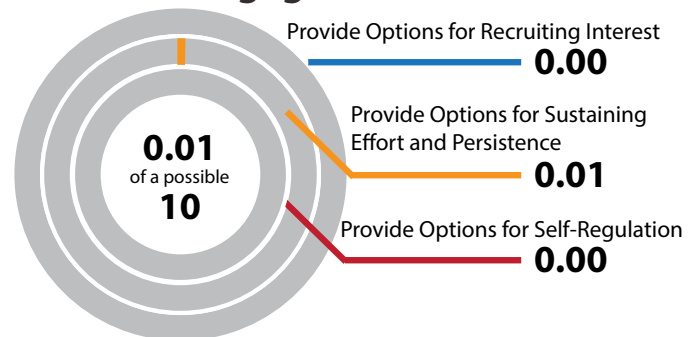 Provide Options for Recruiting Interest
0.00
Provide Options for Sustaining
Effort and Persistence
0.01
0.01
of a possible
10
Provide Options for Self-Regulation
0.00